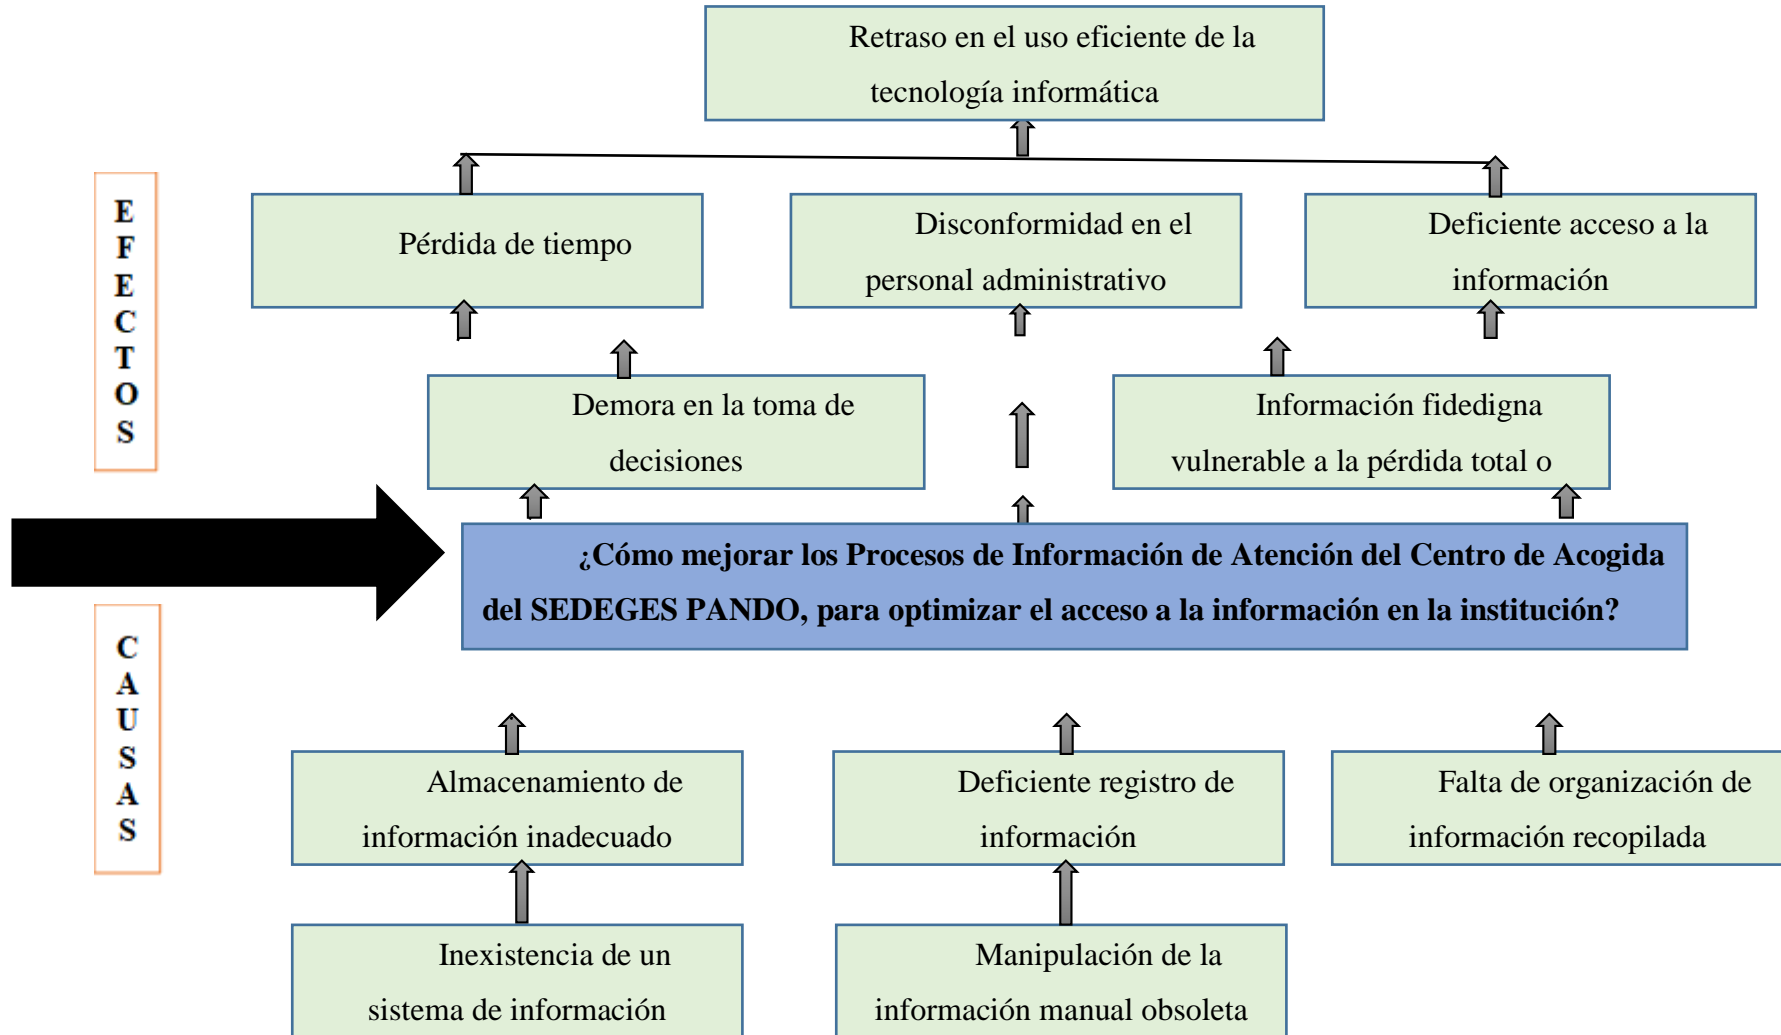 Retraso en el uso eficiente de la
tecnología informática
E
F
E
C
T
O
S
Pérdida de tiempo
Disconformidad en el
personal administrativo
Deficiente acceso a la
información
Demora en la toma de
decisiones
Información fidedigna
vulnerable a la pérdida total o
¿Cómo mejorar los Procesos de Información de Atención del Centro de Acogida
del SEDEGES PANDO, para optimizar el acceso a la información en la institución?
C
A
U
S
A
S
Almacenamiento de
información inadecuado
Deficiente registro de
información
Falta de organización de
información recopilada
Inexistencia de un
sistema de información
Manipulación de la
información manual obsoleta